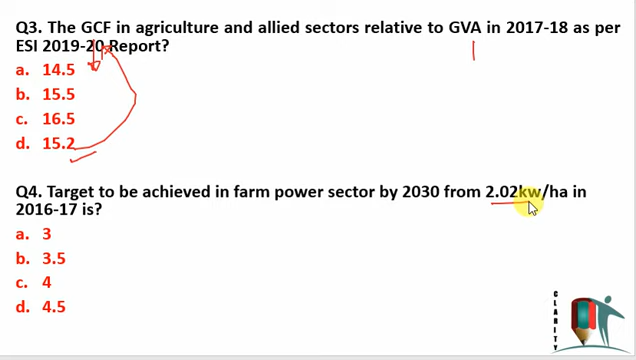 Q3. The GCF in agriculture and allied sectors relative to GVA in 2017-18 as per
ESI 2019-20 Report?
a. 14.5
b. 15.5
c. 16.5
d. 15.2
Q4. Target to be achieved in farm power sector by 2030 from 2.02kw/ha in
2016-17 is?
a. 3
b. 3.5
c. 4
d. 4.5
CLARITY